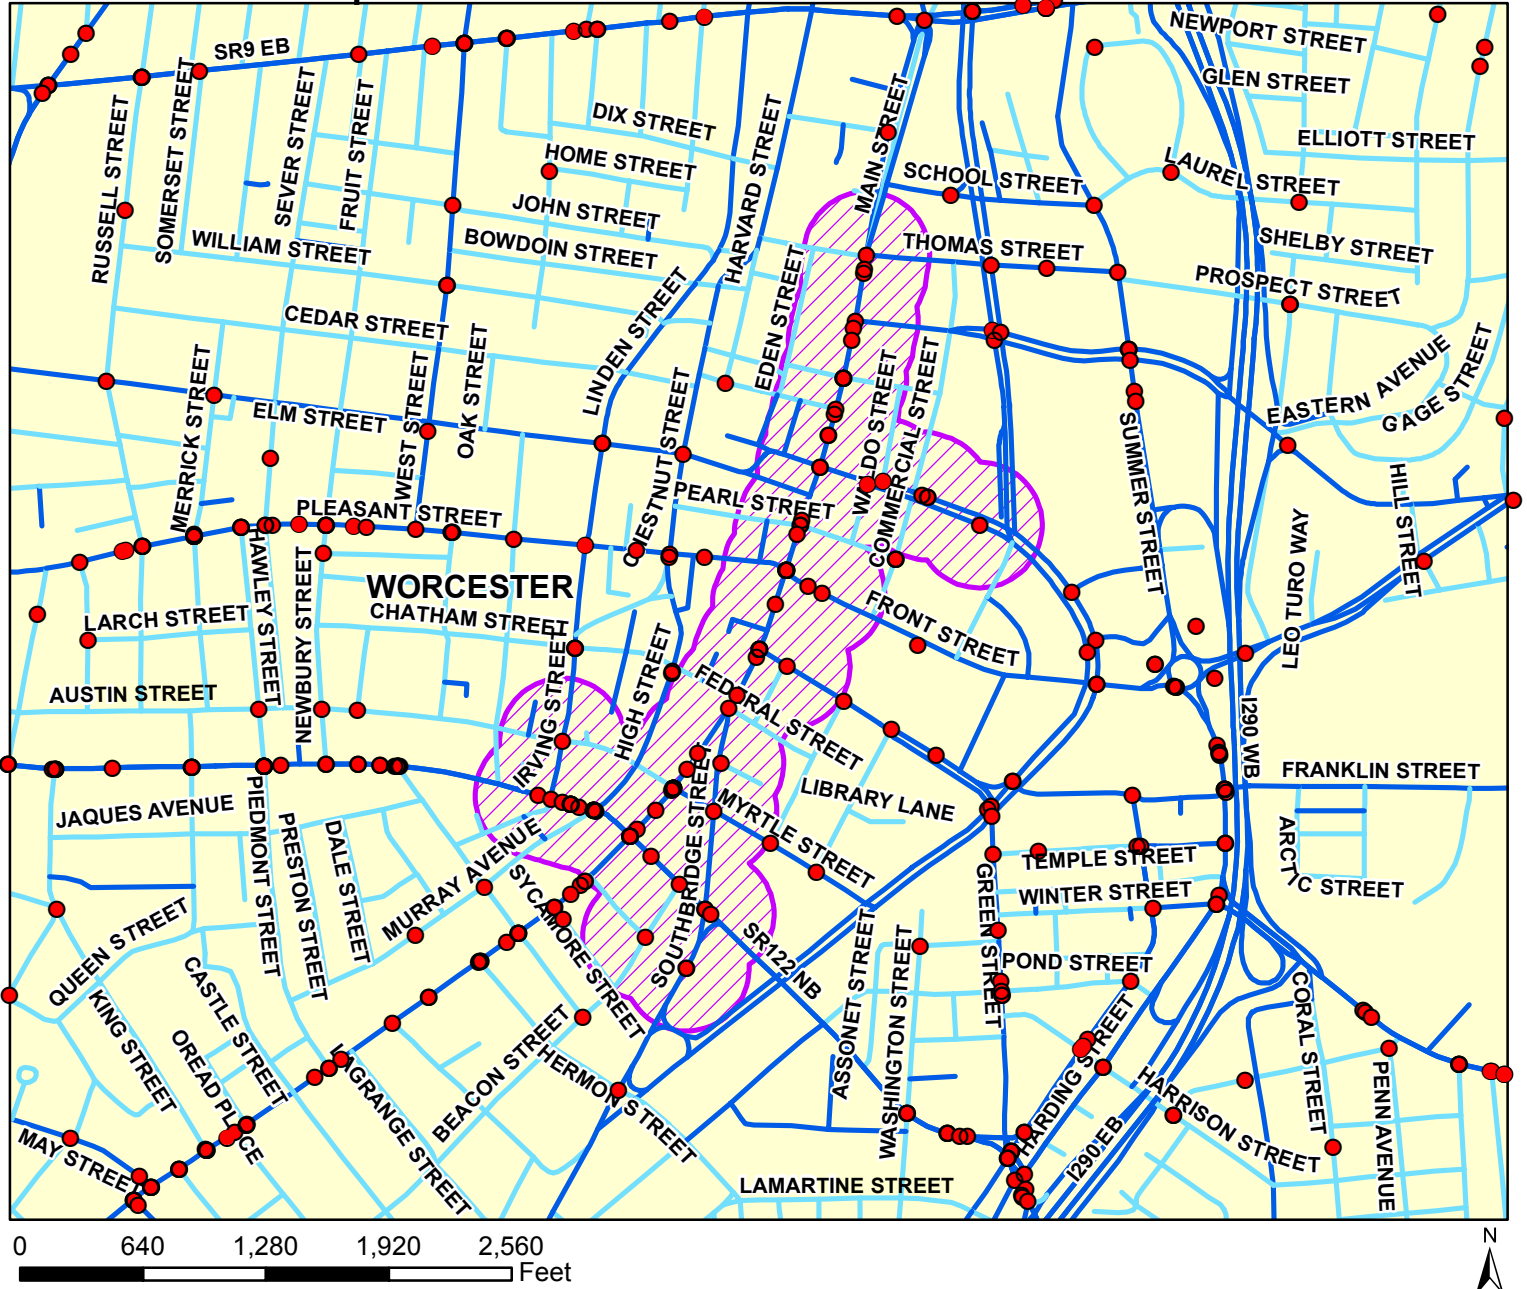 NEWPORT STREET
SR9 EB
GLEN STREET
DIX STREET
ELLIOTT STREET
HOME STREET
SCHOOL STREET
LAUREL STREET
RUSSELL STREET
SOMERSET STREET
SEVER STREET
FRUIT STREET
HARVARD STREET
MAIN STREET
JOHN STREET
WILLIAM STREET
BOWDOIN STREET
THOMAS STREET
SHELBY STREET
PROSPECT STREET
CEDAR STREET
LINDEN STREET
EDEN STREET
MERRICK STREET
ELM STREET
WEST STREET
OAK STREET
CHESTNUT STREET
WALDO STREET
COMMERCIAL STREET
SUMMER STREET
EASTERN AVENUE
GAGE STREET
HILL STREET
PLEASANT STREET
PEARL STREET
LEO TURO WAY
WORCESTER
LARCH STREET
HAWLEY STREET
NEWBURY STREET
CHATHAM STREET
FRONT STREET
AUSTIN STREET
IRVING STREET
HIGH STREET
FEDERAL STREET
I290 WB
FRANKLIN STREET
JAQUES AVENUE
LIBRARY LANE
MYRTLE STREET
SOUTHBRIDGE STREET
PIEDMONT STREET
PRESTON STREET
DALE STREET
MURRAY AVENUE
SYCAMORE STREET
TEMPLE STREET
WINTER STREET
ARCTIC STREET
GREEN STREET
QUEEN STREET
SR122 NB
POND STREET
CASTLE STREET
KING STREET
ASSONET STREET
WASHINGTON STREET
CORAL STREET
OREAD PLACE
LAGRANGE STREET
BEACON STREET
HERMON STREET
HARDING STREET
HARRISON STREET
PENN AVENUE
MAY STREET
I290 EB
LAMARTINE STREET
0 640 1,280 1,920 2,560
Feet
N